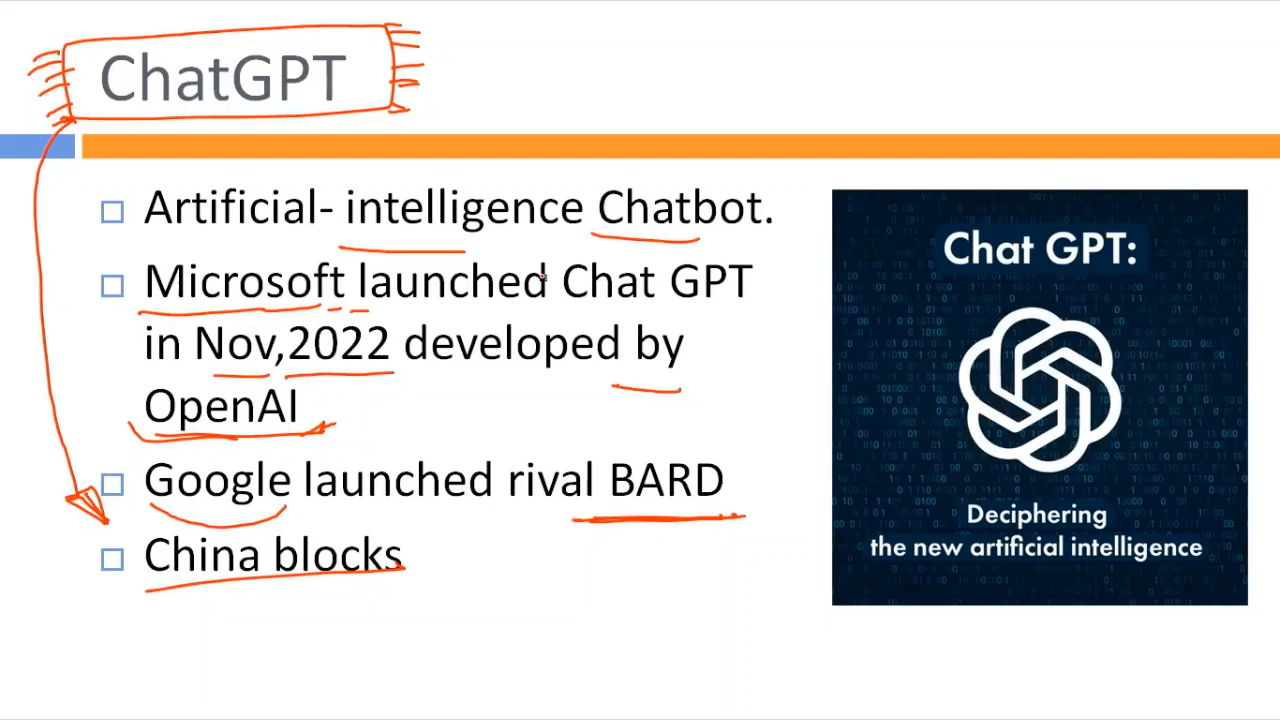 ChatGPT
Artificial- intelligence Chatbot.
Microsoft launched Chat GPT
in Nov,2022 developed by
OpenAI
Google launched rival BARD
China blocks
Chat GPT:
Deciphering
the new artificial intelligence